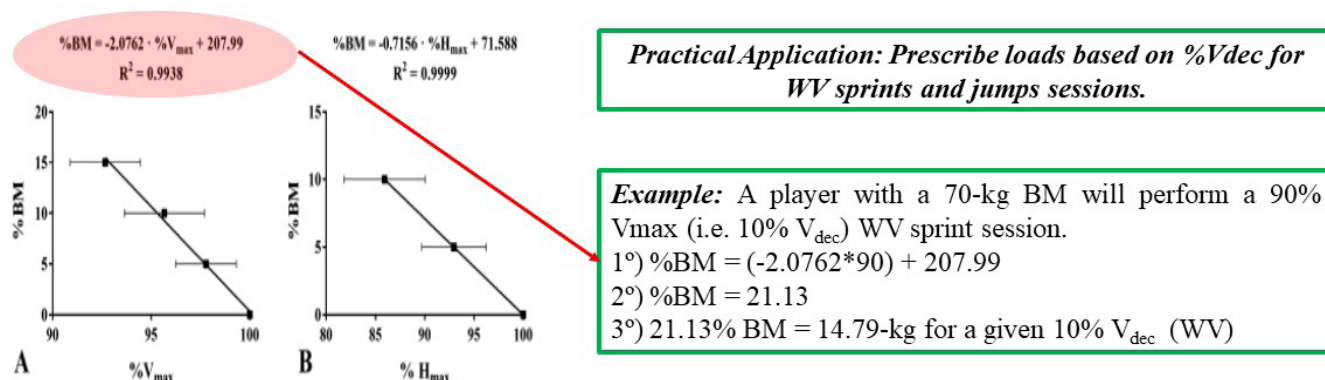 %BM = -2.0762 · %Vmax + 207.99
R² = 0.9938
%BM = -0.7156 · %Hmax + 71.588
R² = 0.9999
Practical Application: Prescribe loads based on %Vdec for
WV sprints and jumps sessions.
20
15
10
5
0
% BM
90
95
100
A
%Vmax
15
10
5
0
% BM
80
85
90
95
100
B
% Hmax
Example: A player with a 70-kg BM will perform a 90%
Vmax (i.e. 10% Vdec) WV sprint session.
1º) %BM = (-2.0762*90) + 207.99
2º) %BM = 21.13
3º) 21.13% BM = 14.79-kg for a given 10% Vdec (WV)